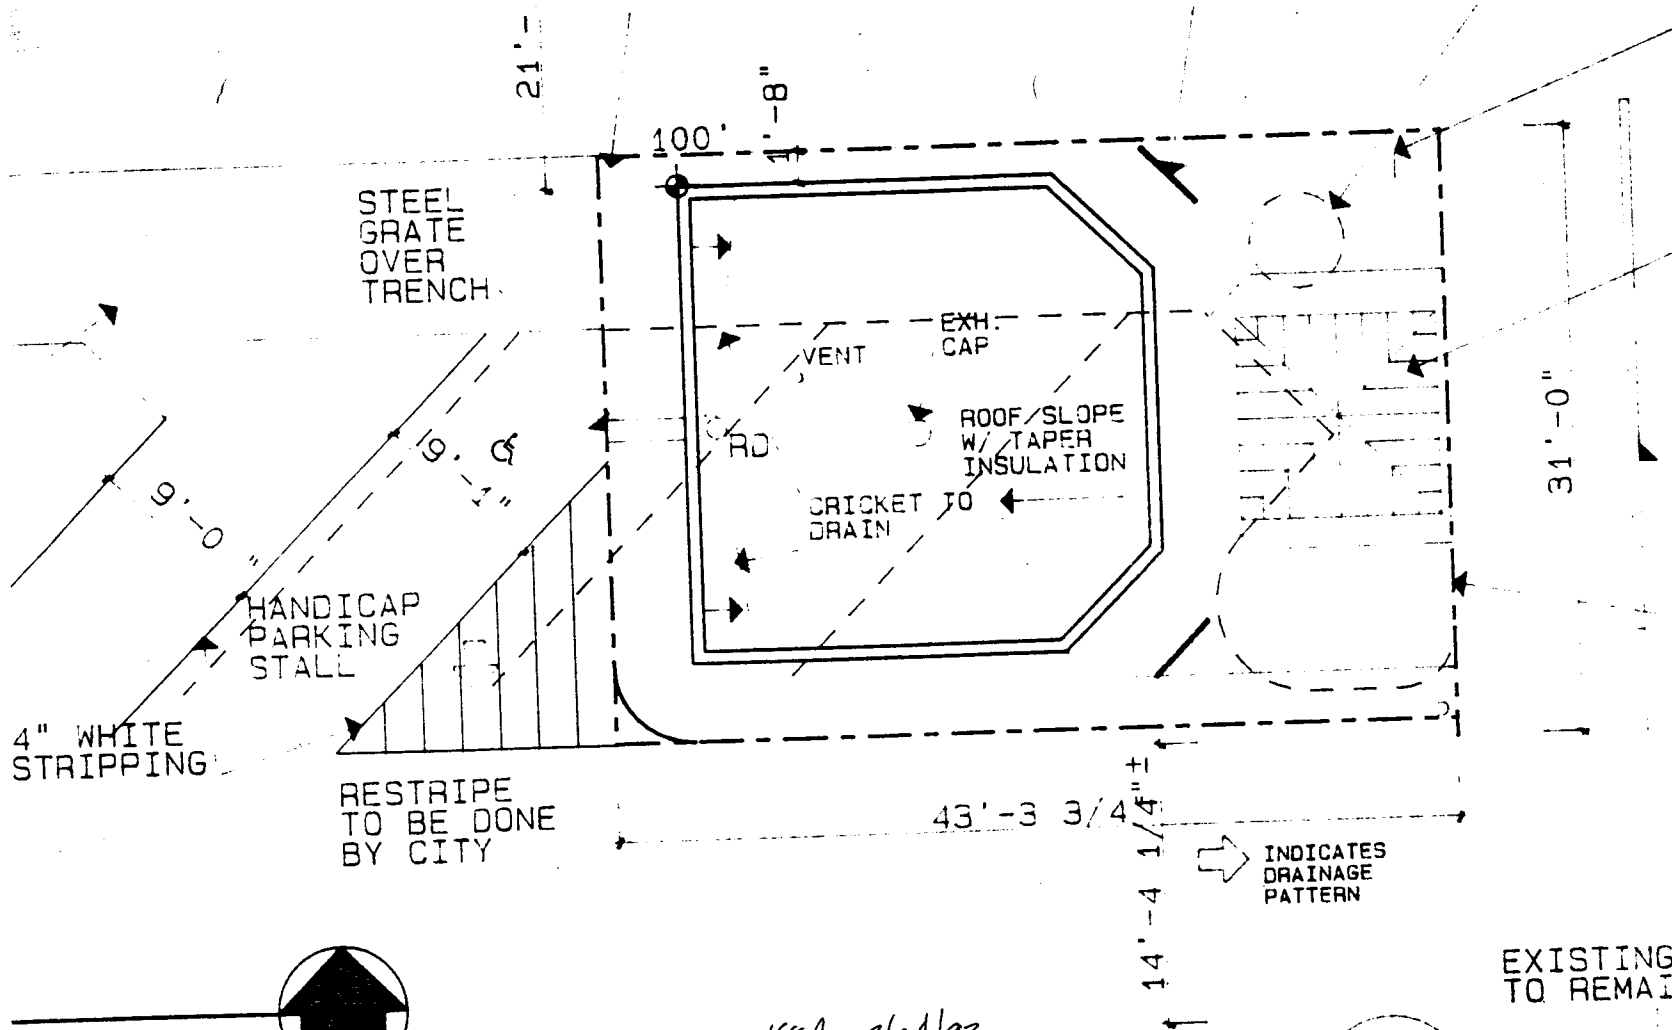 21'-
1'-8"
100'
STEEL
GRATE
OVER
TRENCH
EXH.
CAP
VENT
ROOF SLOPE
W/ TAPER
INSULATION
RD
CRICKET TO
DRAIN
9'-0"
31'-0"
HANDICAP
PARKING
STALL
4" WHITE
STRIPPING
RESTRIPE
TO BE DONE
BY CITY
43'-3 3/4"
14'-4 1/4"±
INDICATES
DRAINAGE
PATTERN
EXISTING
TO REMAI